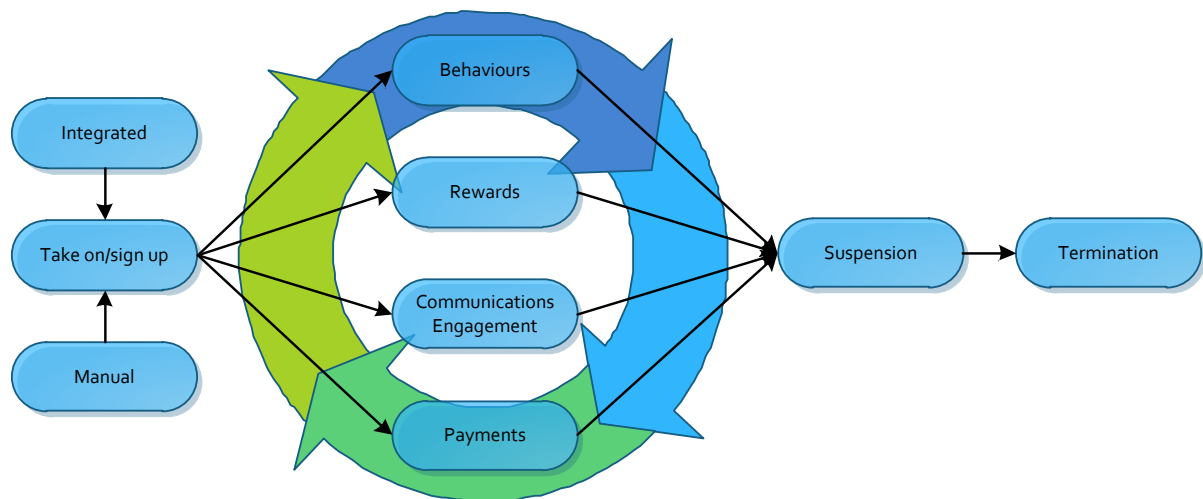 Behaviours
Integrated
Rewards
Take on/sign up
Suspension
Termination
Communications
Engagement
Manual
Payments